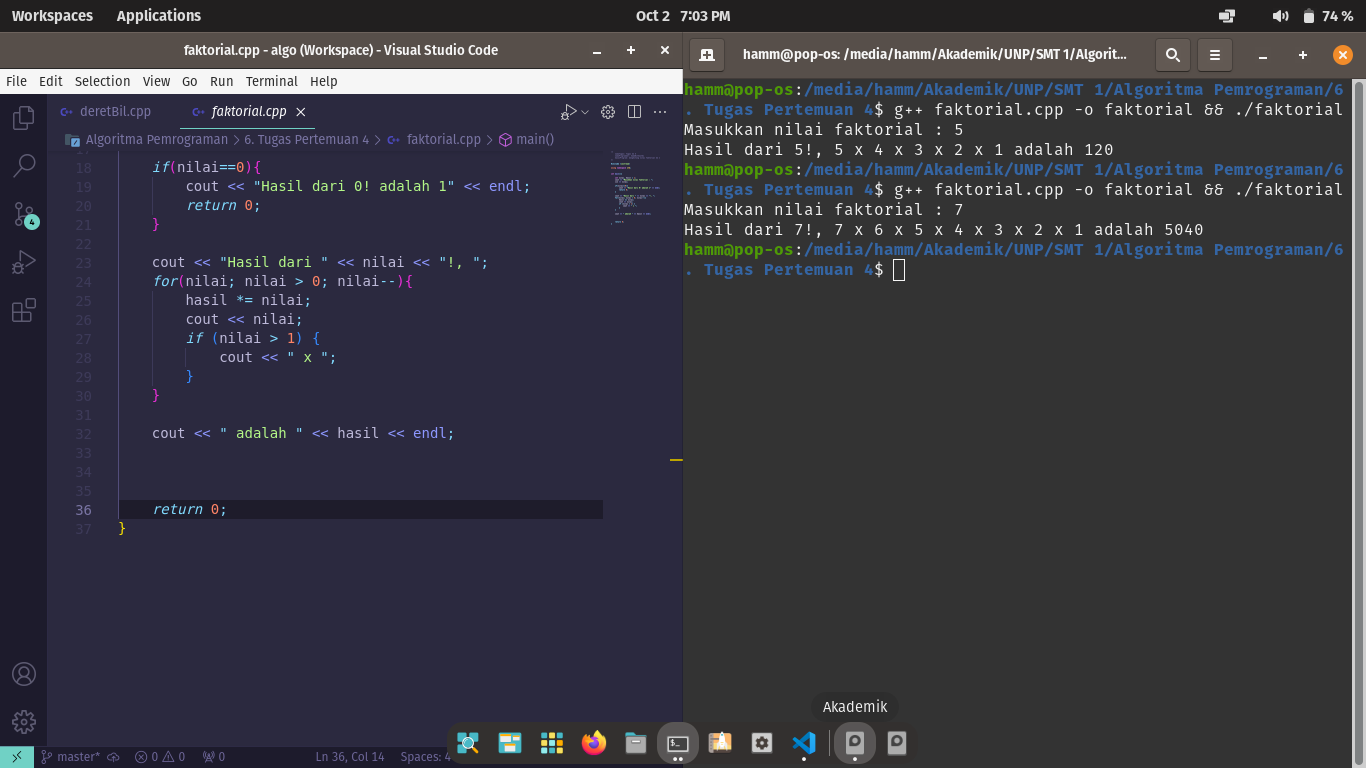 Workspaces Applications Oct 2 7:03 PM 74 %
faktorial.cpp - algo (Workspace) - Visual Studio Code
File Edit Selection View Go Run Terminal Help
deretBil.cpp faktorial.cpp
Algoritma Pemrograman > 6. Tugas Pertemuan 4 > faktorial.cpp > main()
18 if(nilai==0){
19 cout << "Hasil dari 0! adalah 1" << endl;
20 return 0;
21 }
22
23 cout << "Hasil dari " << nilai << "!, ";
24 for(nilai; nilai > 0; nilai--){
25 hasil *= nilai;
26 cout << nilai;
27 if (nilai > 1) {
28 cout << " x ";
29 }
30 }
31
32 cout << " adalah " << hasil << endl;
33
34
35
36 return 0;
37 }
4
master* 0 0 0 Ln 36, Col 14 Spaces: 4
hamm@pop-os: /media/hamm/Akademik/UNP/SMT 1/Algorit...
hamm@pop-os:/media/hamm/Akademik/UNP/SMT 1/Algoritma Pemrograman/6
. Tugas Pertemuan 4$ g++ faktorial.cpp -o faktorial && ./faktorial
Masukkan nilai faktorial : 5
Hasil dari 5!, 5 x 4 x 3 x 2 x 1 adalah 120
hamm@pop-os:/media/hamm/Akademik/UNP/SMT 1/Algoritma Pemrograman/6
. Tugas Pertemuan 4$ g++ faktorial.cpp -o faktorial && ./faktorial
Masukkan nilai faktorial : 7
Hasil dari 7!, 7 x 6 x 5 x 4 x 3 x 2 x 1 adalah 5040
hamm@pop-os:/media/hamm/Akademik/UNP/SMT 1/Algoritma Pemrograman/6
. Tugas Pertemuan 4$
Akademik